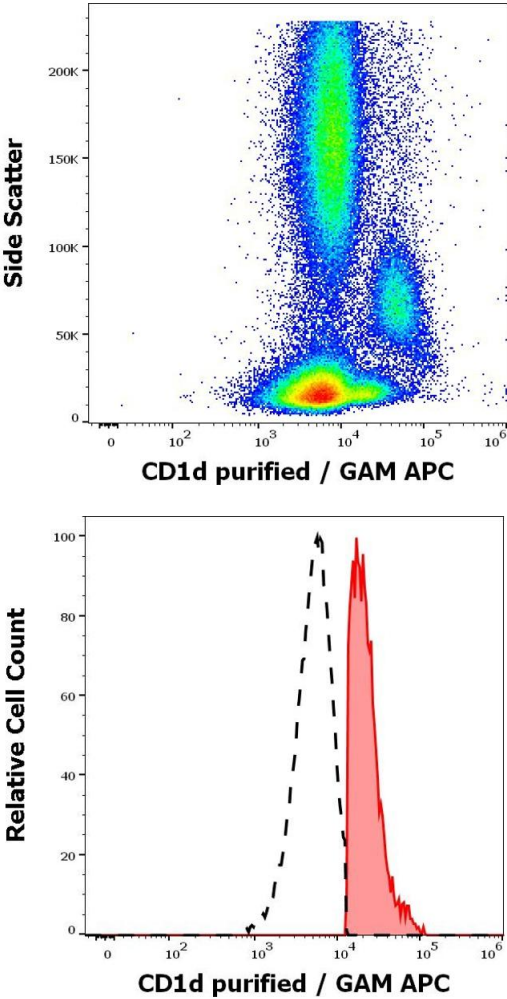 Side Scatter
200K
150K
100K
50K
0
0 10² 10³ 10⁴ 10⁵ 10⁶
CD1d purified / GAM APC
Relative Cell Count
100
80
60
40
20
0
0 10² 10³ 10⁴ 10⁵ 10⁶
CD1d purified / GAM APC